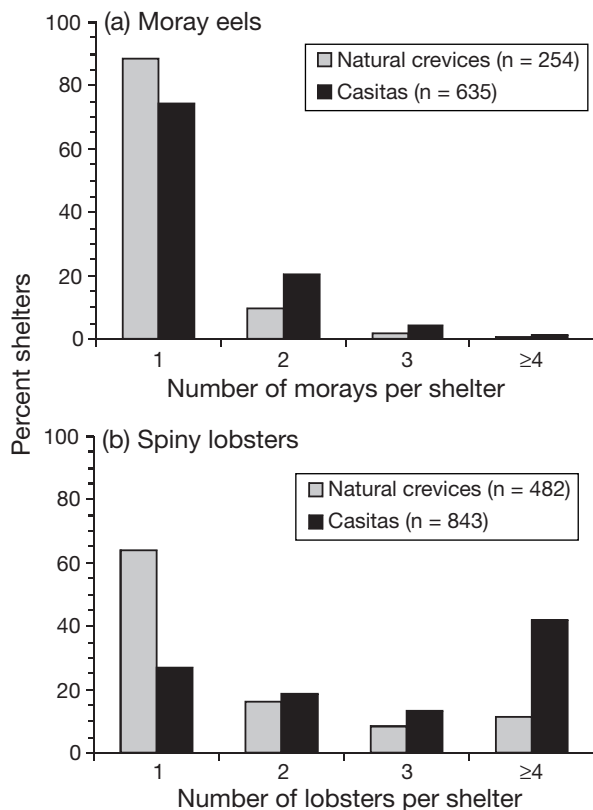 (a) Moray eels
Natural crevices (n = 254)
Casitas (n = 635)
100
80
60
40
20
0
1 2 3 ≥4
Number of morays per shelter
Percent shelters
(b) Spiny lobsters
Natural crevices (n = 482)
Casitas (n = 843)
100
80
60
40
20
0
1 2 3 ≥4
Number of lobsters per shelter